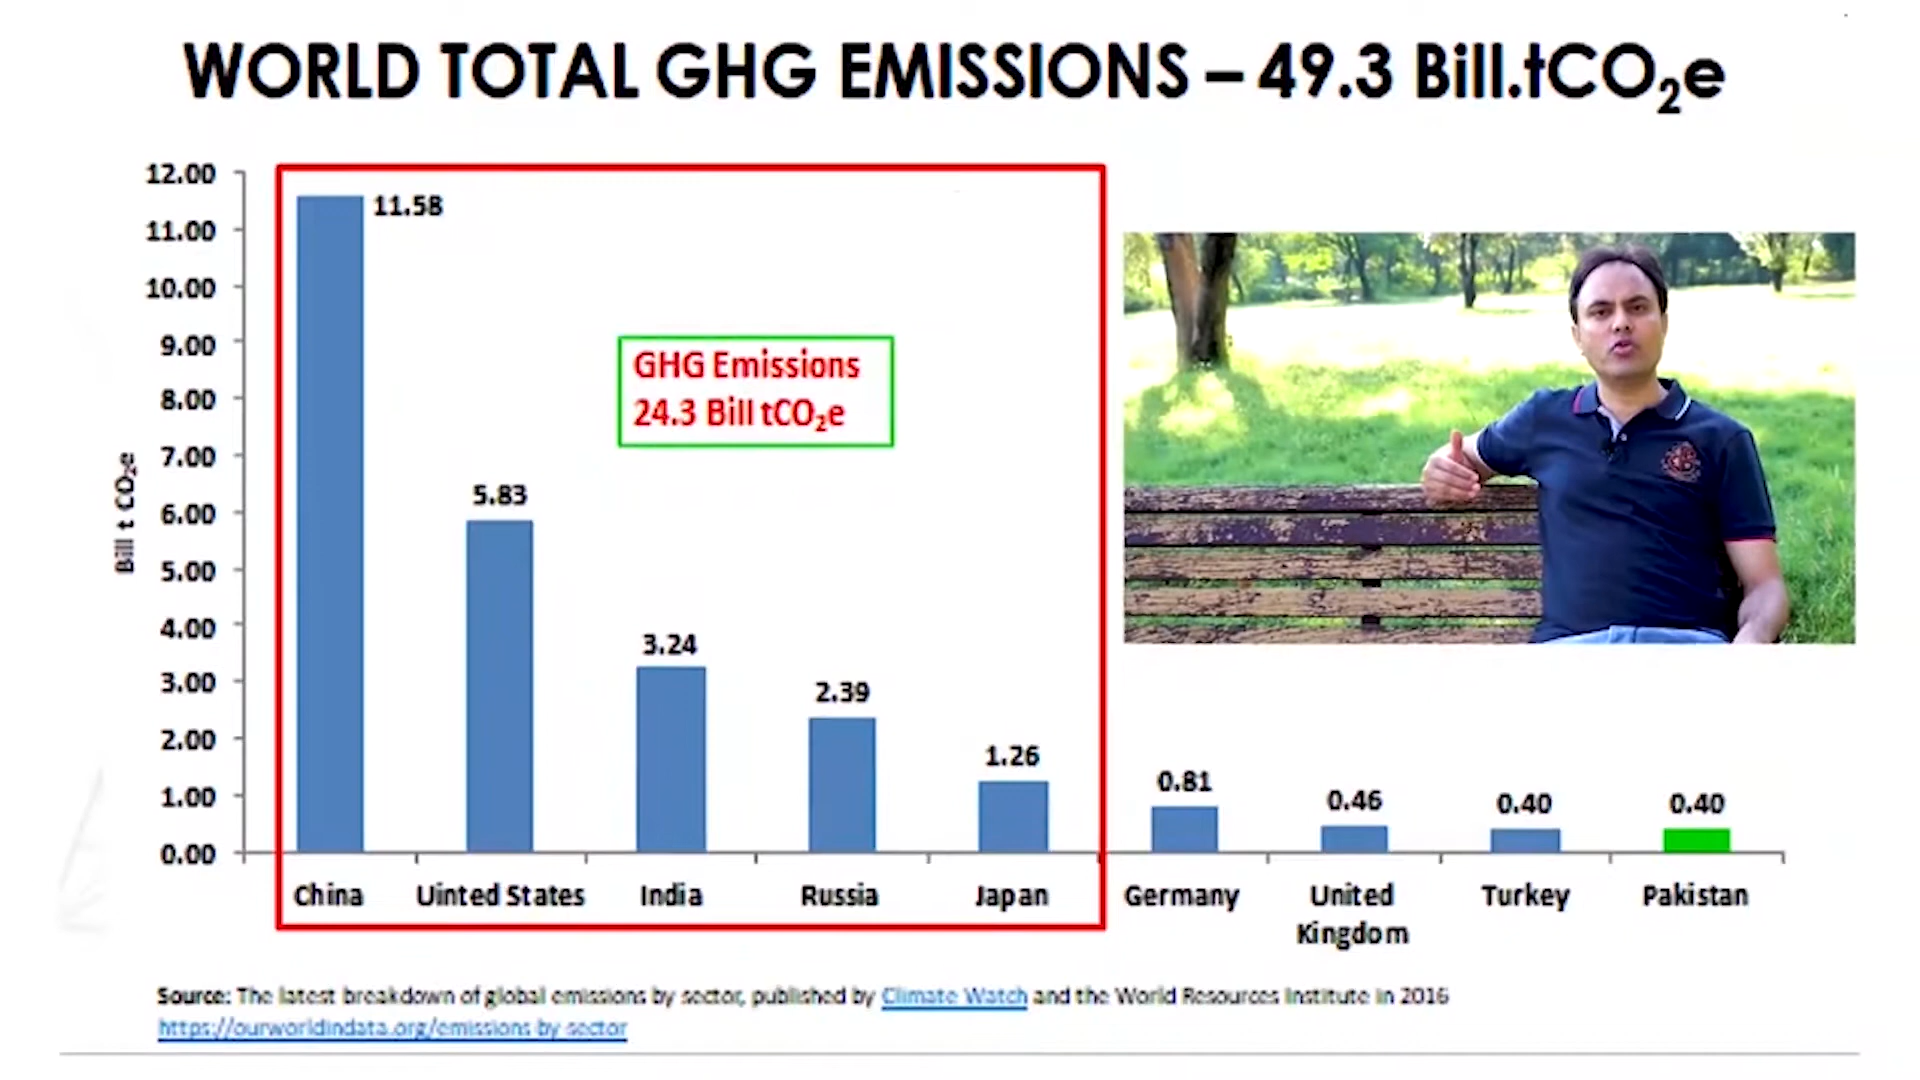 WORLD TOTAL GHG EMISSIONS – 49.3 Bill.tCO₂e
12.00
11.00
10.00
9.00
8.00
7.00
6.00
5.00
4.00
3.00
2.00
1.00
0.00
Bill t CO₂e
11.58
5.83
3.24
2.39
1.26
0.81
0.46
0.40
0.40
GHG Emissions
24.3 Bill tCO₂e
China
Uinted States
India
Russia
Japan
Germany
United
Kingdom
Turkey
Pakistan
Source: The latest breakdown of global emissions by sector, published by Climate Watch and the World Resources Institute in 2016
https://ourworldindata.org/emissions-by-sector